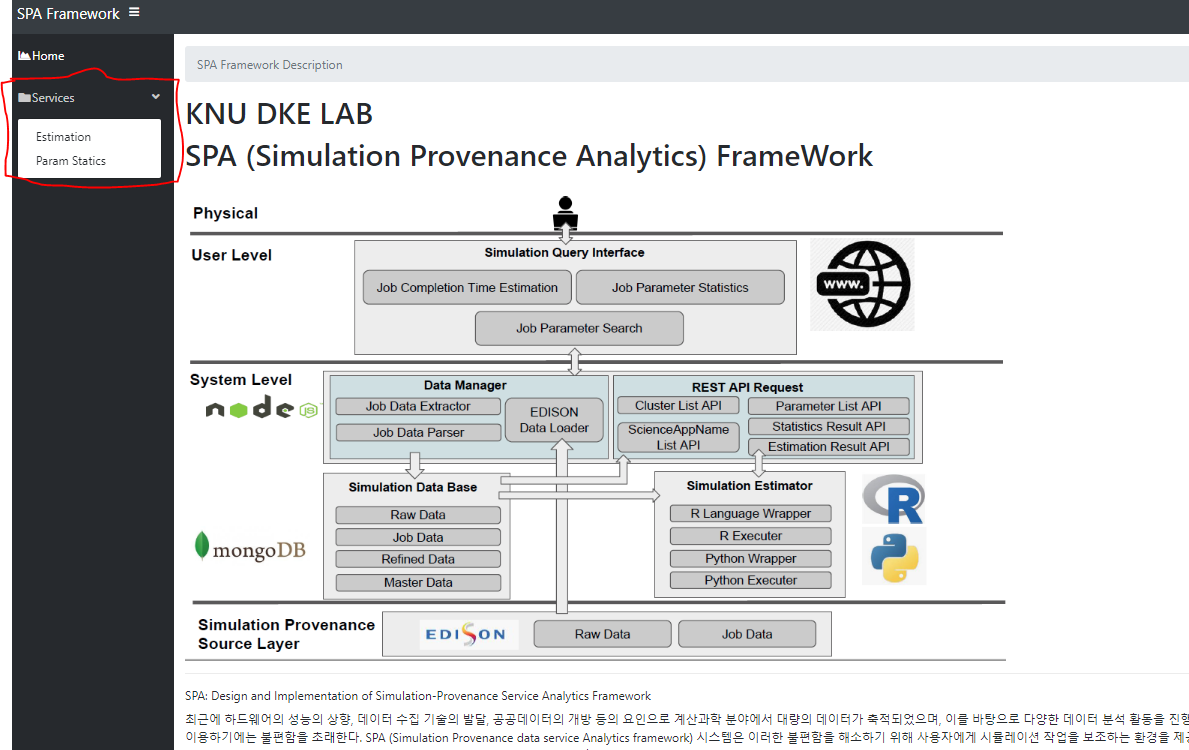 SPA Framework
Home
Services
Estimation
Param Statics
SPA Framework Description
KNU DKE LAB
SPA (Simulation Provenance Analytics) FrameWork
Physical
User Level
Simulation Query Interface
Job Completion Time Estimation
Job Parameter Statistics
Job Parameter Search
www.
System Level
node
JS
Data Manager
Job Data Extractor
Job Data Parser
EDISON
Data Loader
REST API Request
Cluster List API
Parameter List API
ScienceAppName
List API
Statistics Result API
Estimation Result API
Simulation Data Base
Raw Data
Job Data
Refined Data
Master Data
mongoDB
Simulation Estimator
R Language Wrapper
R Executer
Python Wrapper
Python Executer
R
Simulation Provenance
Source Layer
EDISON
Raw Data
Job Data
SPA: Design and Implementation of Simulation-Provenance Service Analytics Framework
최근에 하드웨어의 성능의 상향, 데이터 수집 기술의 발달, 공공데이터의 개방 등의 요인으로 계산과학 분야에서 대량의 데이터가 축적되었으며, 이를 바탕으로 다양한 데이터 분석 활동을 진행
이용하기에는 불편함을 초래한다. SPA (Simulation Provenance data service Analytics framework) 시스템은 이러한 불편함을 해소하기 위해 사용자에게 시뮬레이션 작업을 보조하는 환경을 제공